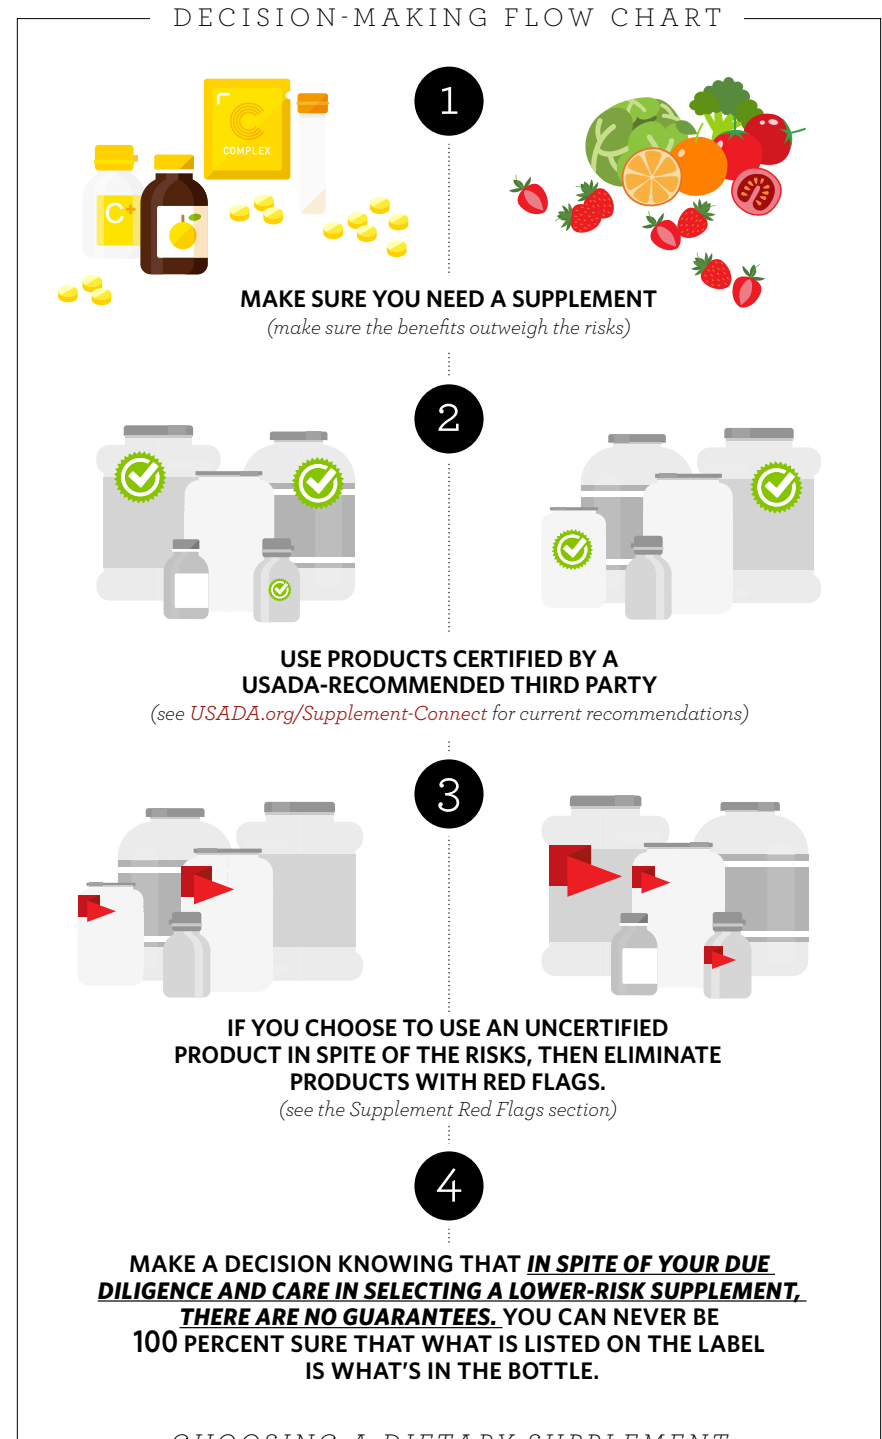 DECISION-MAKING FLOW CHART
1
COMPLEX
C+
MAKE SURE YOU NEED A SUPPLEMENT
(make sure the benefits outweigh the risks)
2
USE PRODUCTS CERTIFIED BY A
USADA-RECOMMENDED THIRD PARTY
(see USADA.org/Supplement-Connect for current recommendations)
3
IF YOU CHOOSE TO USE AN UNCERTIFIED
PRODUCT IN SPITE OF THE RISKS, THEN ELIMINATE
PRODUCTS WITH RED FLAGS.
(see the Supplement Red Flags section)
4
MAKE A DECISION KNOWING THAT IN SPITE OF YOUR DUE
DILIGENCE AND CARE IN SELECTING A LOWER-RISK SUPPLEMENT,
THERE ARE NO GUARANTEES. YOU CAN NEVER BE
100 PERCENT SURE THAT WHAT IS LISTED ON THE LABEL
IS WHAT'S IN THE BOTTLE.
CHOOSING A DIETARY SUPPLEMENT